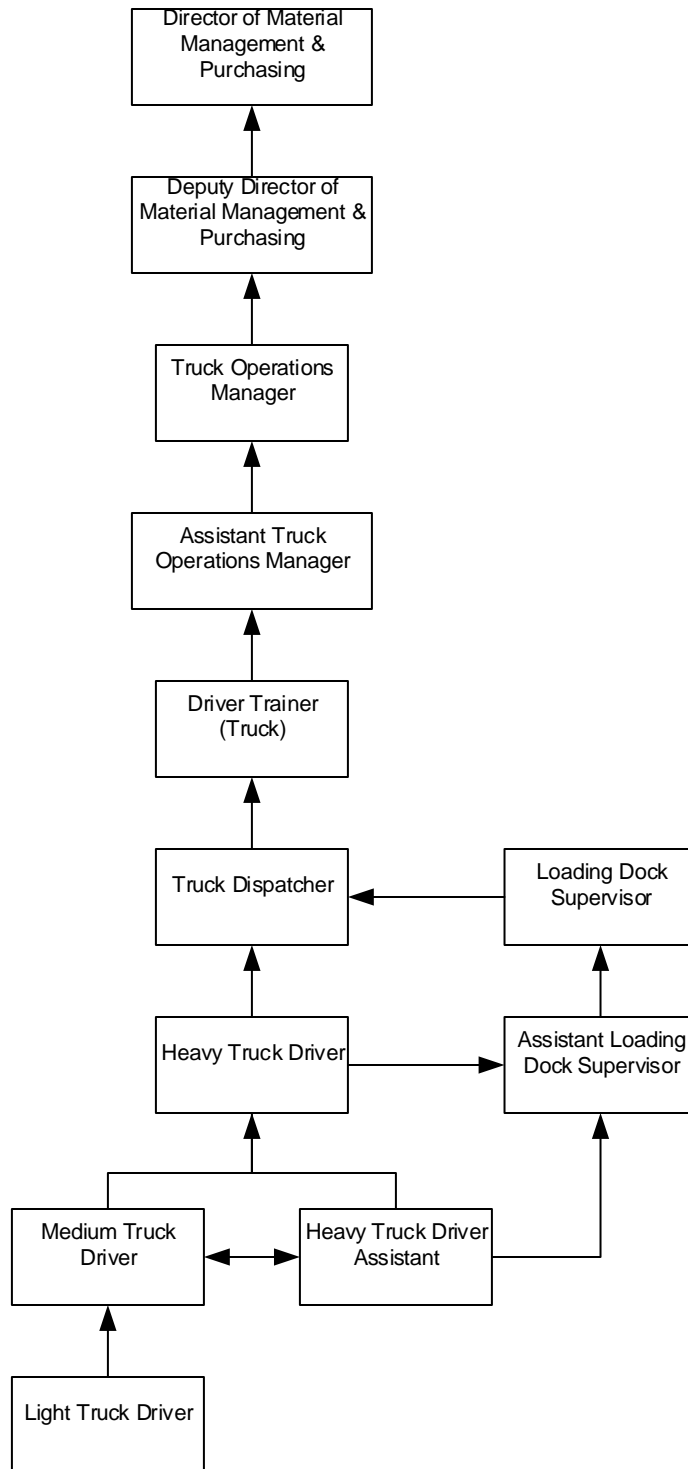 Director of Material
Management &
Purchasing
Deputy Director of
Material Management &
Purchasing
Truck Operations
Manager
Assistant Truck
Operations Manager
Driver Trainer
(Truck)
Truck Dispatcher
Loading Dock
Supervisor
Heavy Truck Driver
Assistant Loading
Dock Supervisor
Medium Truck
Driver
Heavy Truck Driver
Assistant
Light Truck Driver